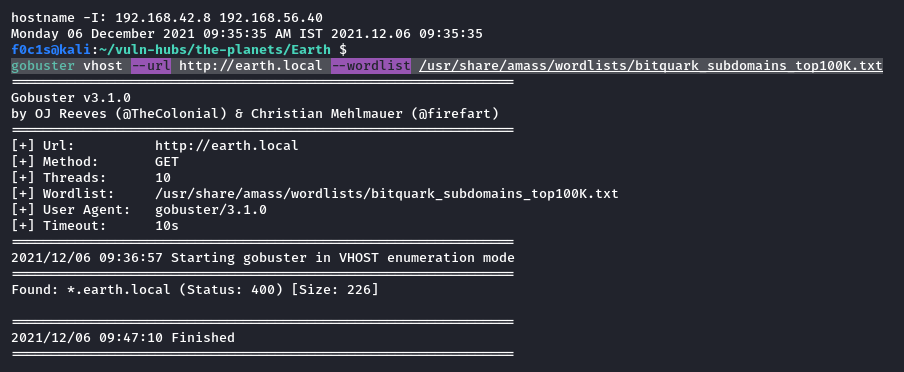 hostname -I: 192.168.42.8 192.168.56.40
Monday 06 December 2021 09:35:35 AM IST 2021.12.06 09:35:35
f0c1s@kali:~/vuln-hubs/the-planets/Earth $
gobuster vhost --url http://earth.local --wordlist /usr/share/amass/wordlists/bitquark_subdomains_top100K.txt
===============================================================
Gobuster v3.1.0
by OJ Reeves (@TheColonial) & Christian Mehlmauer (@firefart)
===============================================================
[+] Url:          http://earth.local
[+] Method:       GET
[+] Threads:      10
[+] Wordlist:     /usr/share/amass/wordlists/bitquark_subdomains_top100K.txt
[+] User Agent:   gobuster/3.1.0
[+] Timeout:      10s
===============================================================
2021/12/06 09:36:57 Starting gobuster in VHOST enumeration mode
===============================================================
Found: *.earth.local (Status: 400) [Size: 226]
===============================================================
2021/12/06 09:47:10 Finished
===============================================================